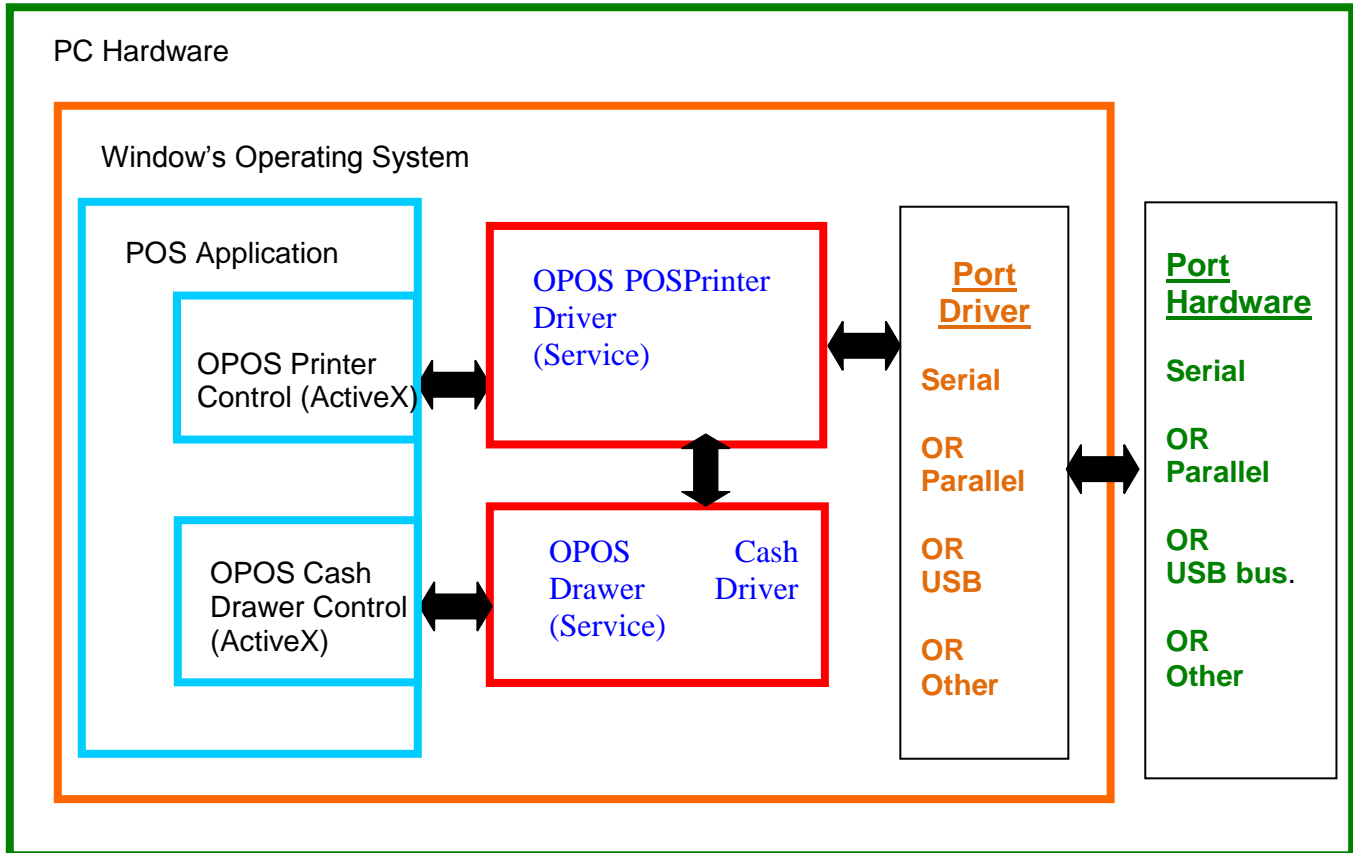 PC Hardware
Window's Operating System
POS Application
OPOS Printer
Control (ActiveX)
OPOS Cash
Drawer Control
(ActiveX)
OPOS POSPrinter
Driver
(Service)
OPOS Cash
Drawer Driver
(Service)
Port
Driver
Serial
OR
Parallel
OR
USB
OR
Other
Port
Hardware
Serial
OR
Parallel
OR
USB bus.
OR
Other